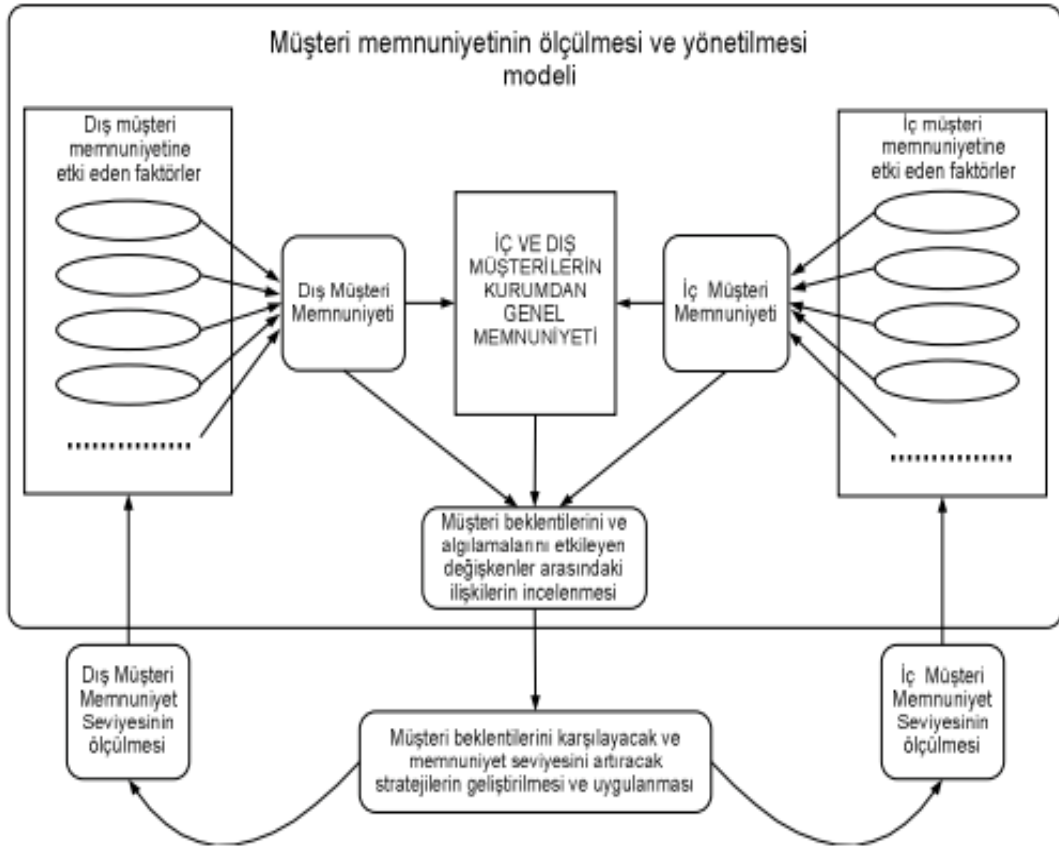 Müşteri memnuniyetinin ölçülmesi ve yönetilmesi
modeli
Dış müşteri
memnuniyetine
etki eden faktörler
İç müşteri
memnuniyetine
etki eden faktörler
Dış Müşteri
Memnuniyeti
İÇ VE DIŞ
MÜŞTERİLERİN
KURUMDAN
GENEL
MEMNUNİYETİ
İç Müşteri
Memnuniyeti
Müşteri beklentilerini ve
algılamalarını etkileyen
değişkenler arasındaki
ilişkilerin incelenmesi
Dış Müşteri
Memnuniyet
Seviyesinin
ölçülmesi
İç Müşteri
Memnuniyet
Seviyesinin
ölçülmesi
Müşteri beklentilerini karşılayacak ve
memnuniyet seviyesini artıracak
stratejilerin geliştirilmesi ve uygulanması